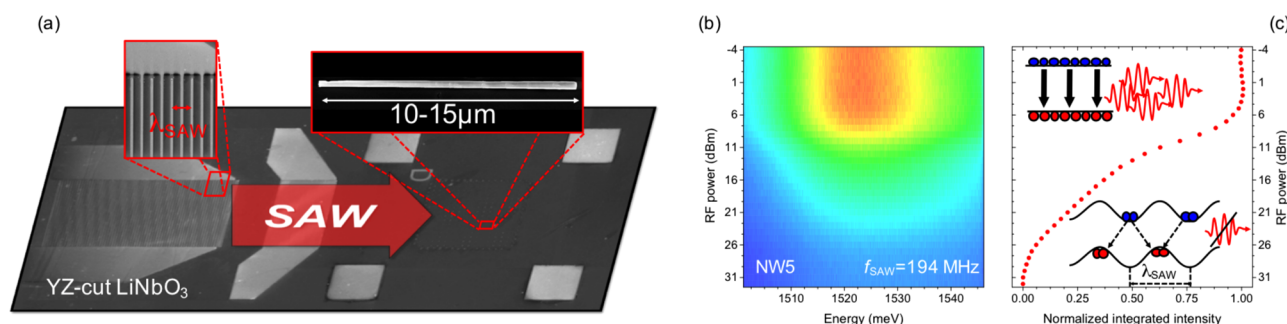 (a)
λSAW
10-15μm
SAW
YZ-cut LiNbO3
(b)
RF power (dBm)
-4
1
6
11
16
21
26
31
NW5
fSAW=194 MHz
1510
1520
1530
1540
Energy (meV)
(c)
-4
1
6
11
16
21
26
31
RF power (dBm)
λSAW
0.00
0.25
0.50
0.75
1.00
Normalized integrated intensity